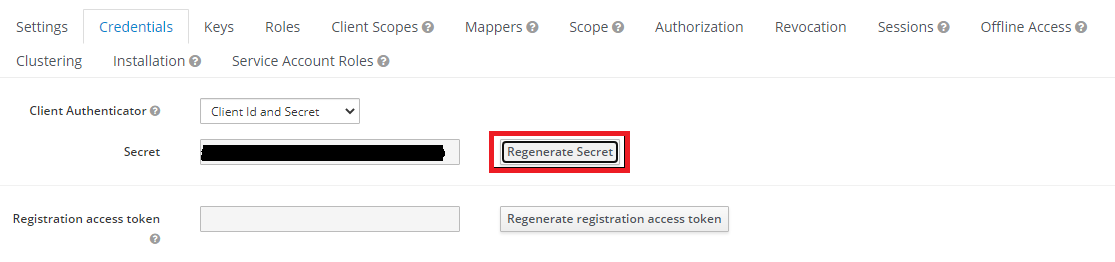 Settings Credentials Keys Roles Client Scopes Mappers Scope Authorization Revocation Sessions Offline Access
Clustering Installation Service Account Roles
Client Authenticator Client Id and Secret
Secret Regenerate Secret
Registration access token Regenerate registration access token